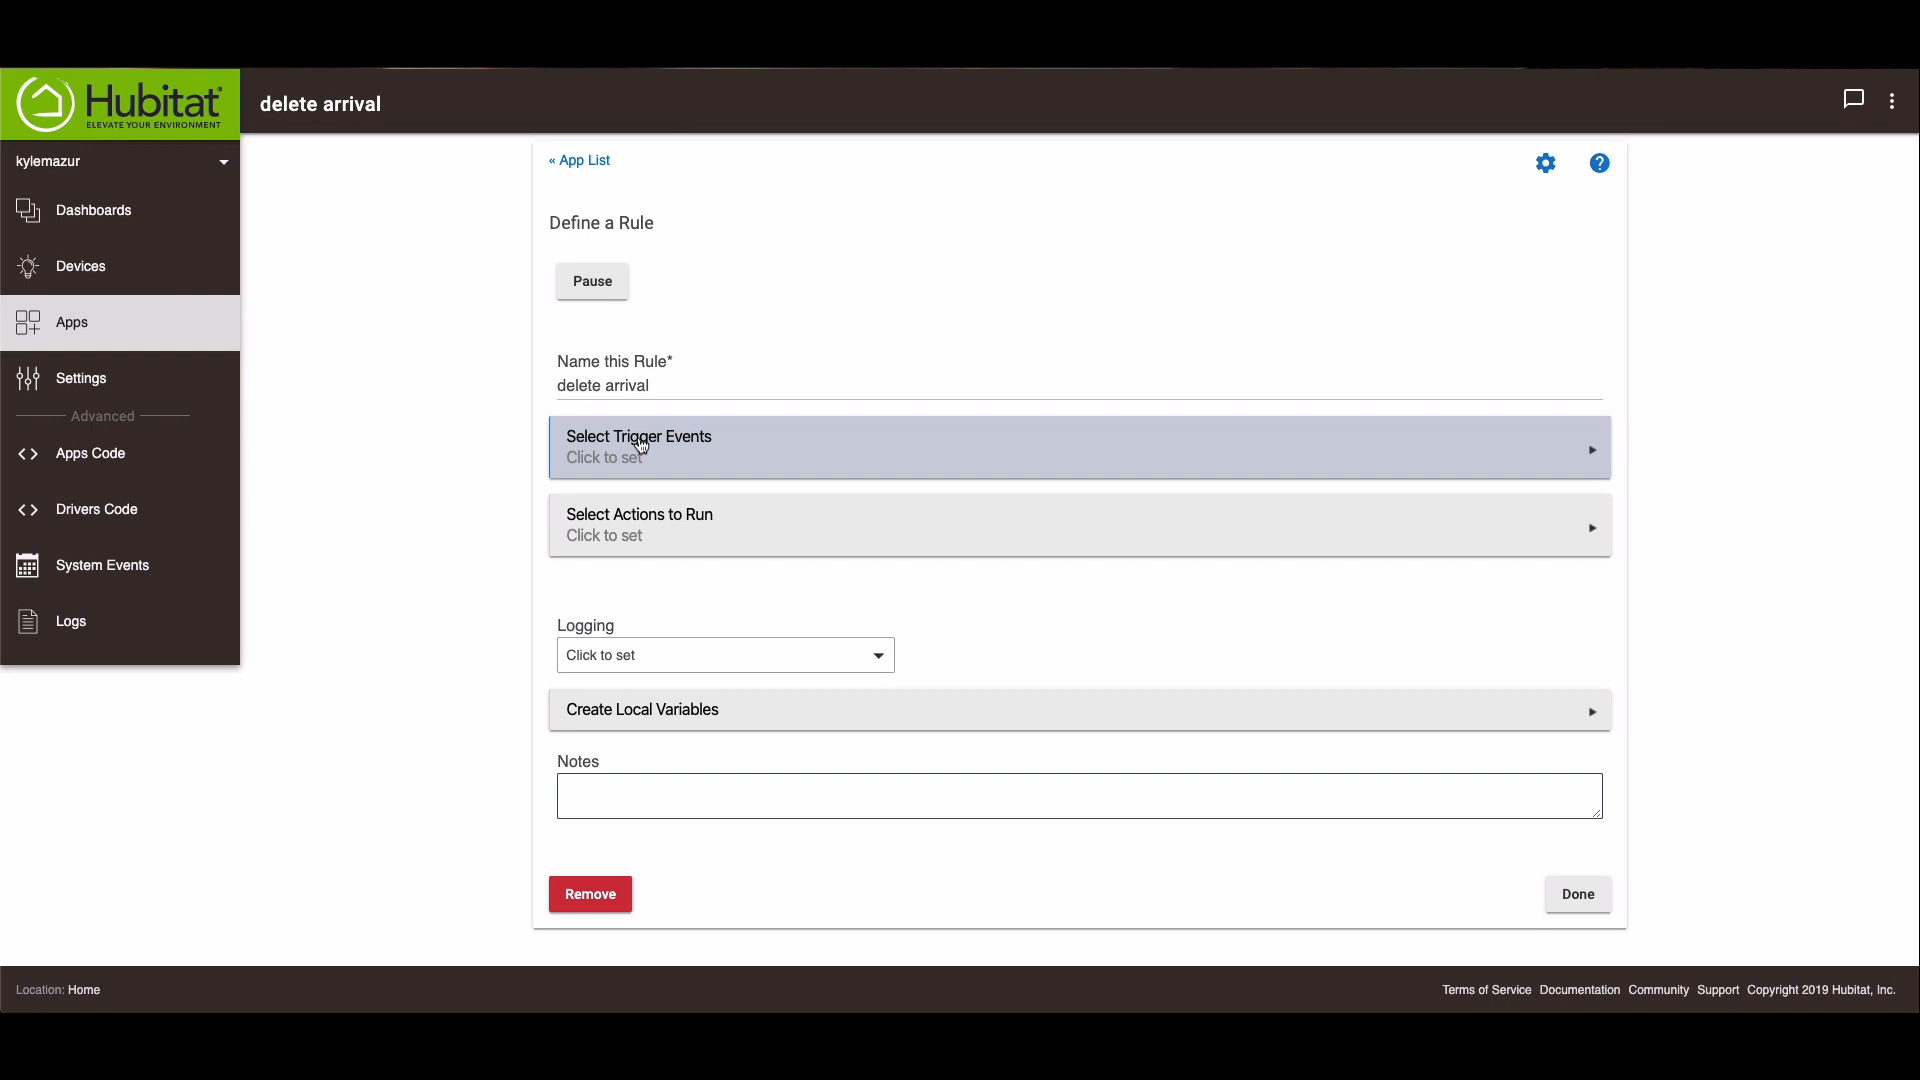 Hubitat®
ELEVATE YOUR ENVIRONMENT
delete arrival
kylemazur
Dashboards
Devices
Apps
Settings
Advanced
Apps Code
Drivers Code
System Events
Logs
« App List
Define a Rule
Pause
Name this Rule*
delete arrival
Select Trigger Events
Click to set
Select Actions to Run
Click to set
Logging
Click to set
Create Local Variables
Notes
Remove
Done
Location: Home
Terms of Service Documentation Community Support Copyright 2019 Hubitat, Inc.